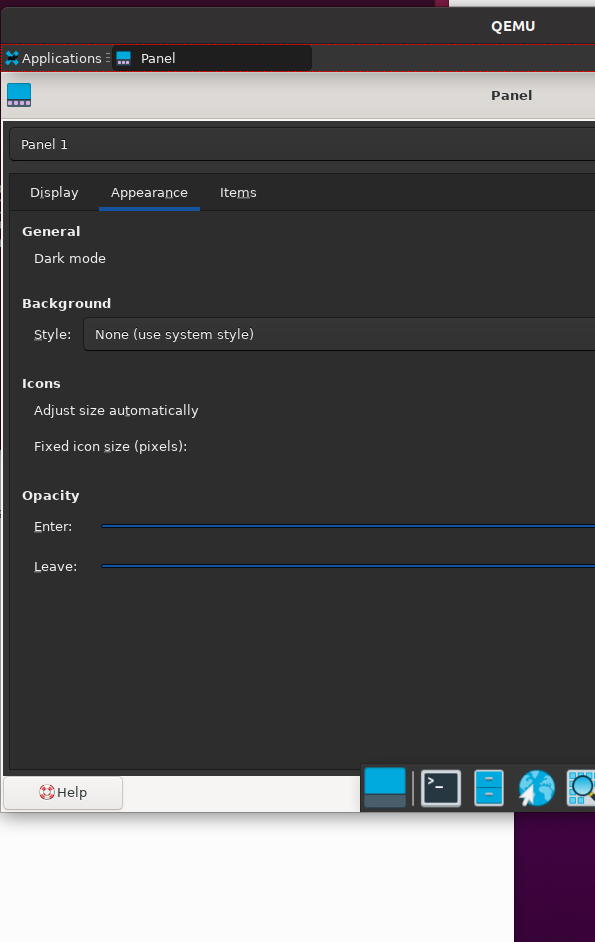 QEMU
Applications
Panel
Panel
Panel 1
Display
Appearance
Items
General
Dark mode
Background
Style: None (use system style)
Icons
Adjust size automatically
Fixed icon size (pixels):
Opacity
Enter:
Leave:
Help